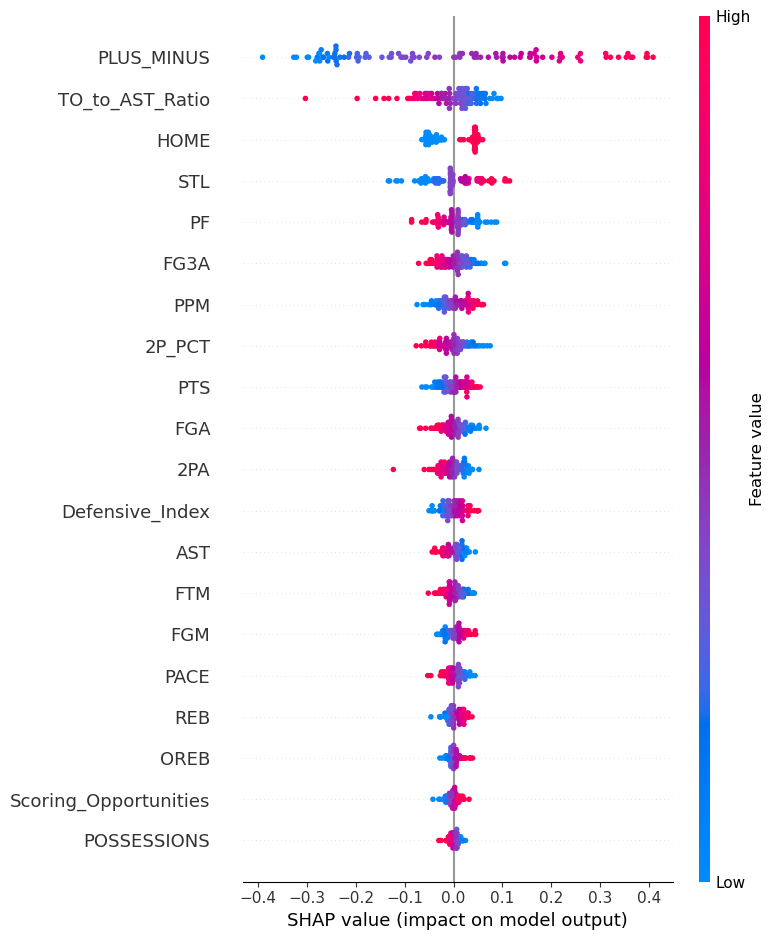 High
PLUS_MINUS
TO_to_AST_Ratio
HOME
STL
PF
FG3A
PPM
2P_PCT
PTS
FGA
2PA
Defensive_Index
AST
FTM
FGM
PACE
REB
OREB
Scoring_Opportunities
POSSESSIONS
Feature value
Low
−0.4 −0.3 −0.2 −0.1 0.0 0.1 0.2 0.3 0.4
SHAP value (impact on model output)